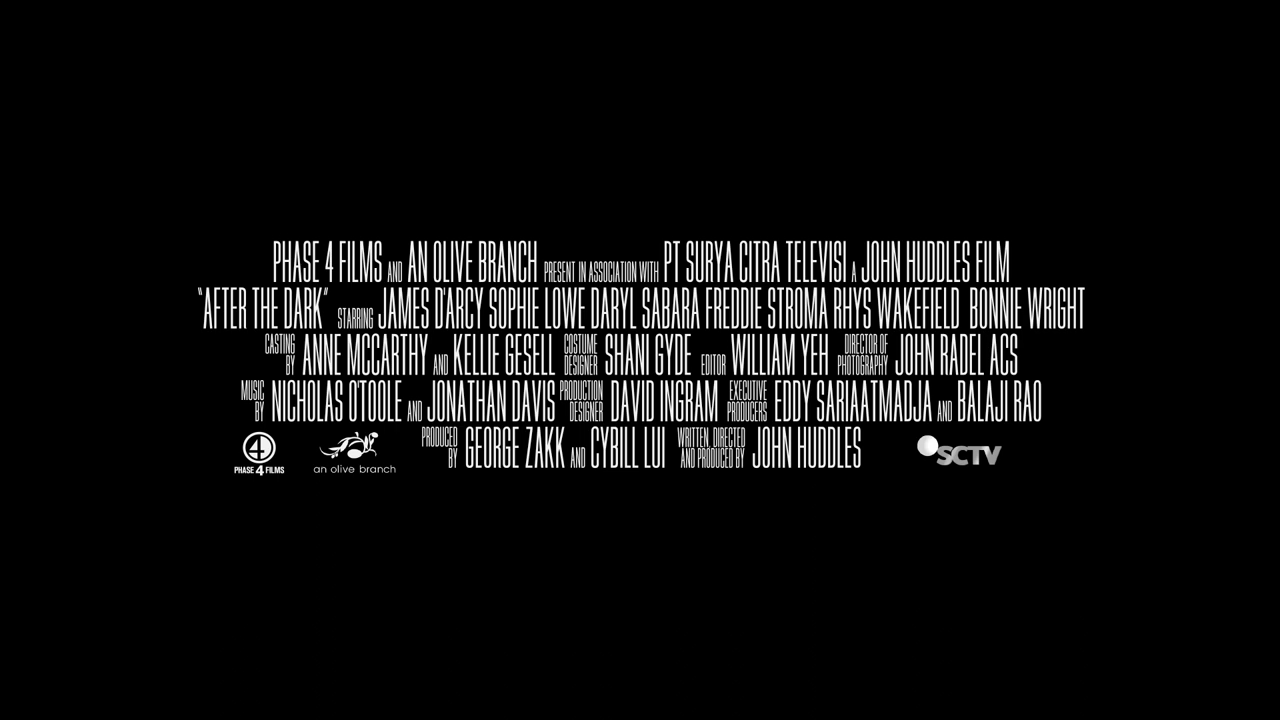 PHASE 4 FILMS AND AN OLIVE BRANCH PRESENT IN ASSOCIATION WITH PT SURYA CITRA TELEVISI A JOHN HUDDLES FILM
"AFTER THE DARK" STARRING JAMES D'ARCY SOPHIE LOWE DARYL SABARA FREDDIE STROMA RHYS WAKEFIELD BONNIE WRIGHT
CASTING BY ANNE MCCARTHY AND KELLIE GESELL COSTUME DESIGNER SHANI GYDE EDITOR WILLIAM YEH DIRECTOR OF PHOTOGRAPHY JOHN RADEL ACS
MUSIC BY NICHOLAS O'TOOLE AND JONATHAN DAVIS PRODUCTION DESIGNER DAVID INGRAM EXECUTIVE PRODUCERS EDDY SARIAATMADJA AND BALAJI RAO
PRODUCED BY GEORGE ZAKK AND CYBILL LUI WRITTEN, DIRECTED AND PRODUCED BY JOHN HUDDLES
4 PHASE 4 FILMS
an olive branch
SCTV